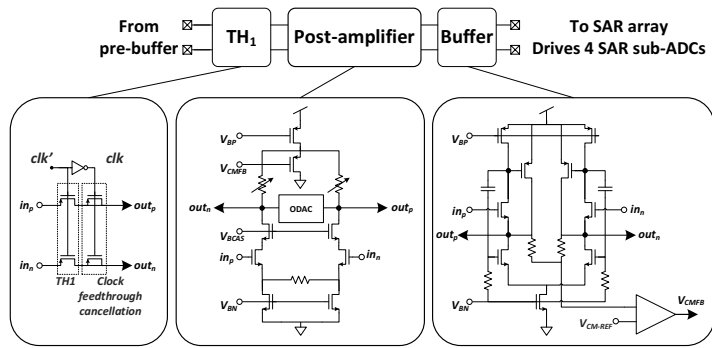 From
pre-buffer
TH1
Post-amplifier
Buffer
To SAR array
Drives 4 SAR sub-ADCs
clk'
clk
inp
outp
inn
outn
TH1
Clock
feedthrough
cancellation
VBP
VCMFB
outn
ODAC
outp
VBCAS
inp
inn
VBN
VBP
inp
inn
outp
outn
VBN
VCM-REF
VCMFB